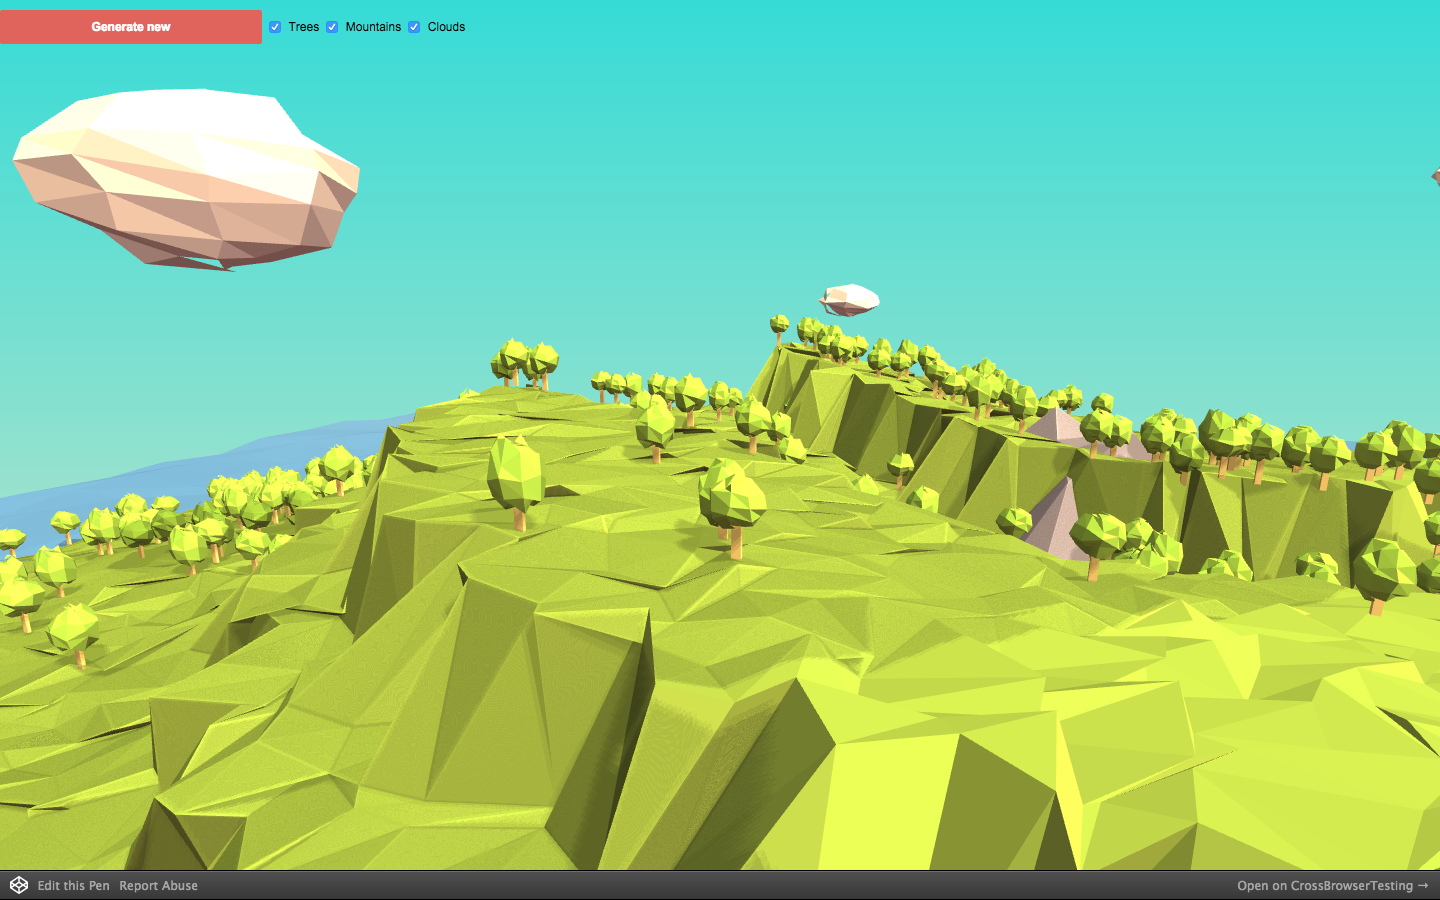 Generate new Trees Mountains Clouds
Edit this Pen Report Abuse Open on CrossBrowserTesting →